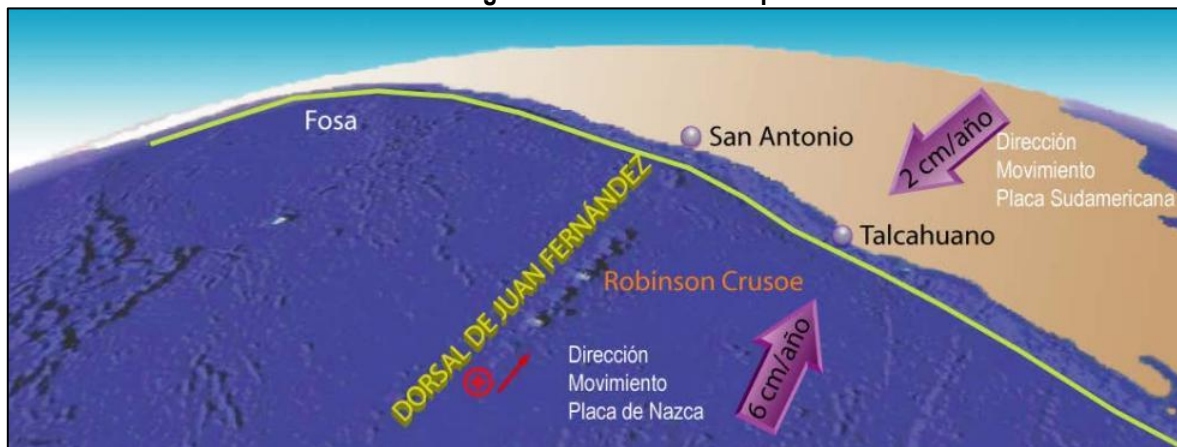 Fosa
San Antonio
2 cm/año
Dirección
Movimiento
Placa Sudamericana
DORSAL DE JUAN FERNÁNDEZ
Talcahuano
Robinson Crusoe
Dirección
Movimiento
Placa de Nazca
6 cm/año